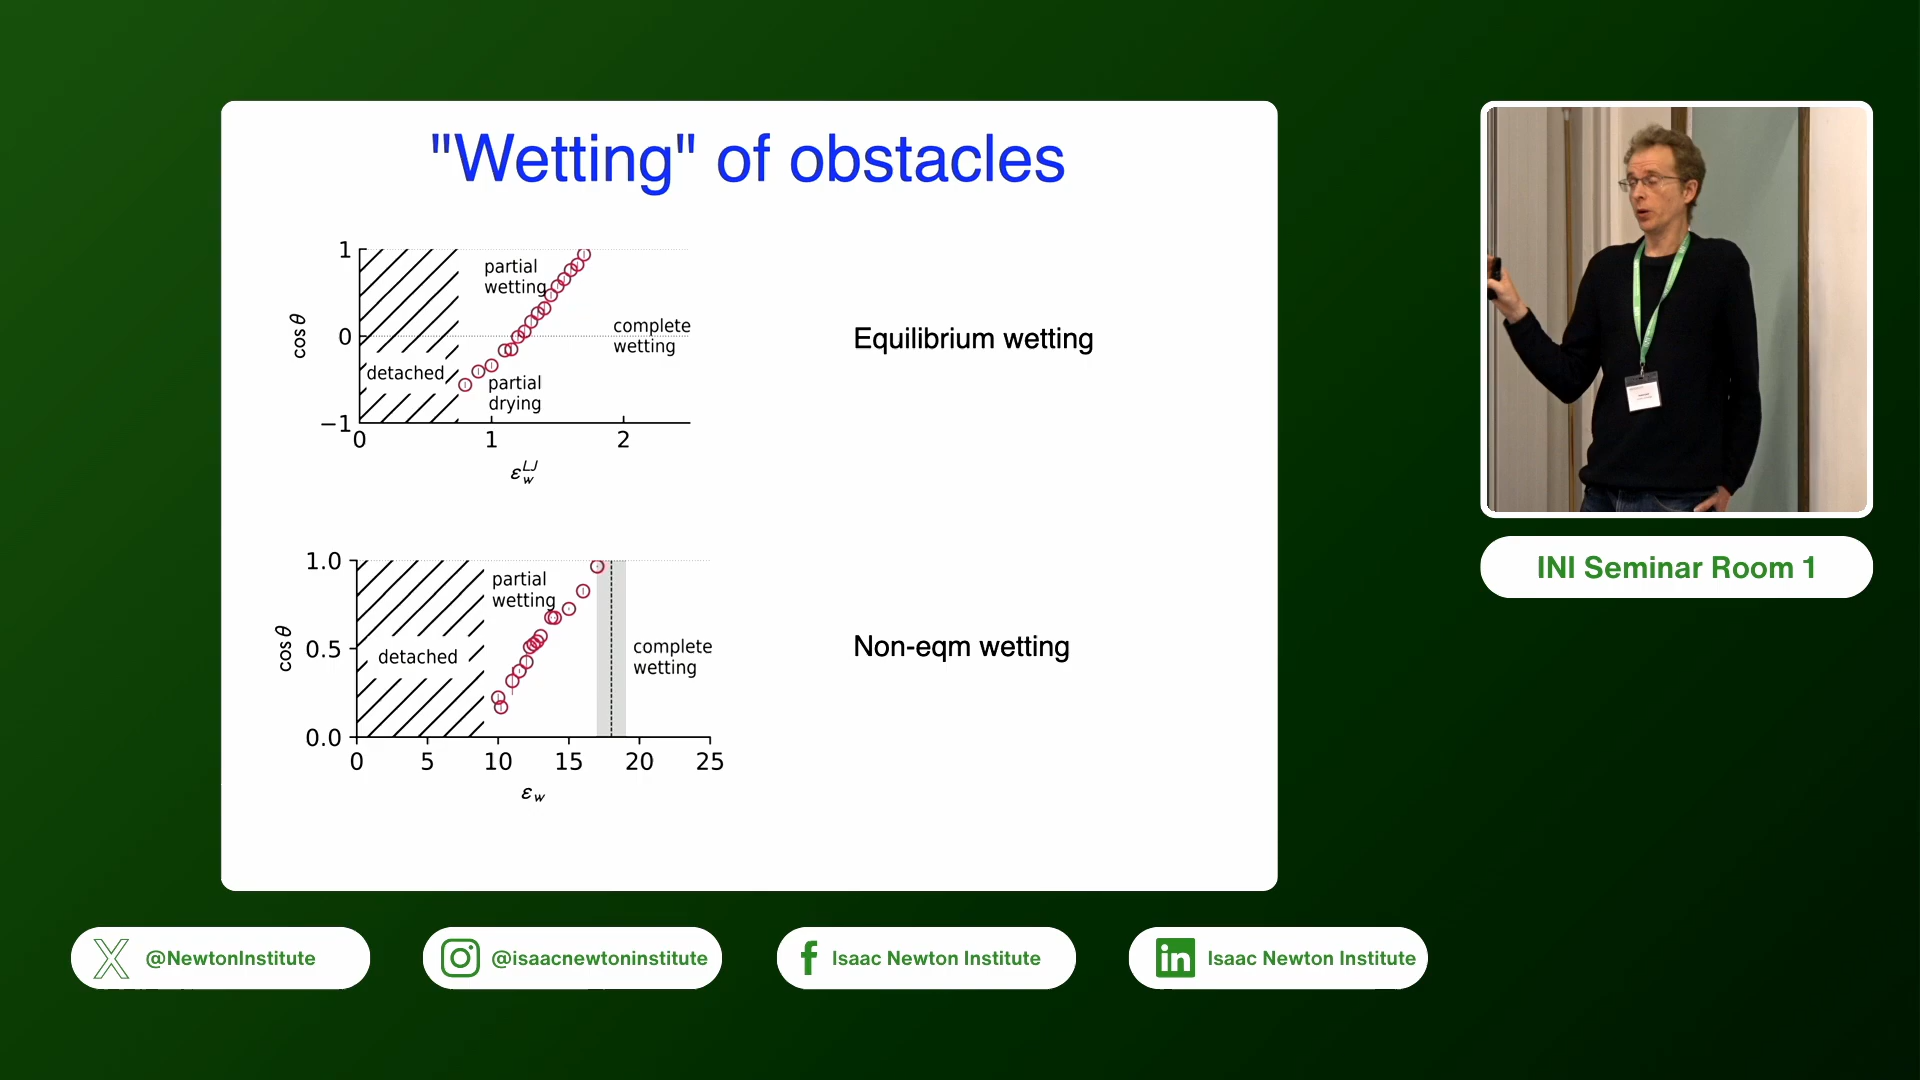 "Wetting" of obstacles
1
0
−1
cos θ
partial
wetting
complete
wetting
detached
partial
drying
0
1
2
ε_w^LJ
Equilibrium wetting
1.0
0.5
0.0
cos θ
partial
wetting
detached
complete
wetting
0
5
10
15
20
25
ε_w
Non-eqm wetting
INI Seminar Room 1
@NewtonInstitute
@isaacnewtoninstitute
Isaac Newton Institute
Isaac Newton Institute